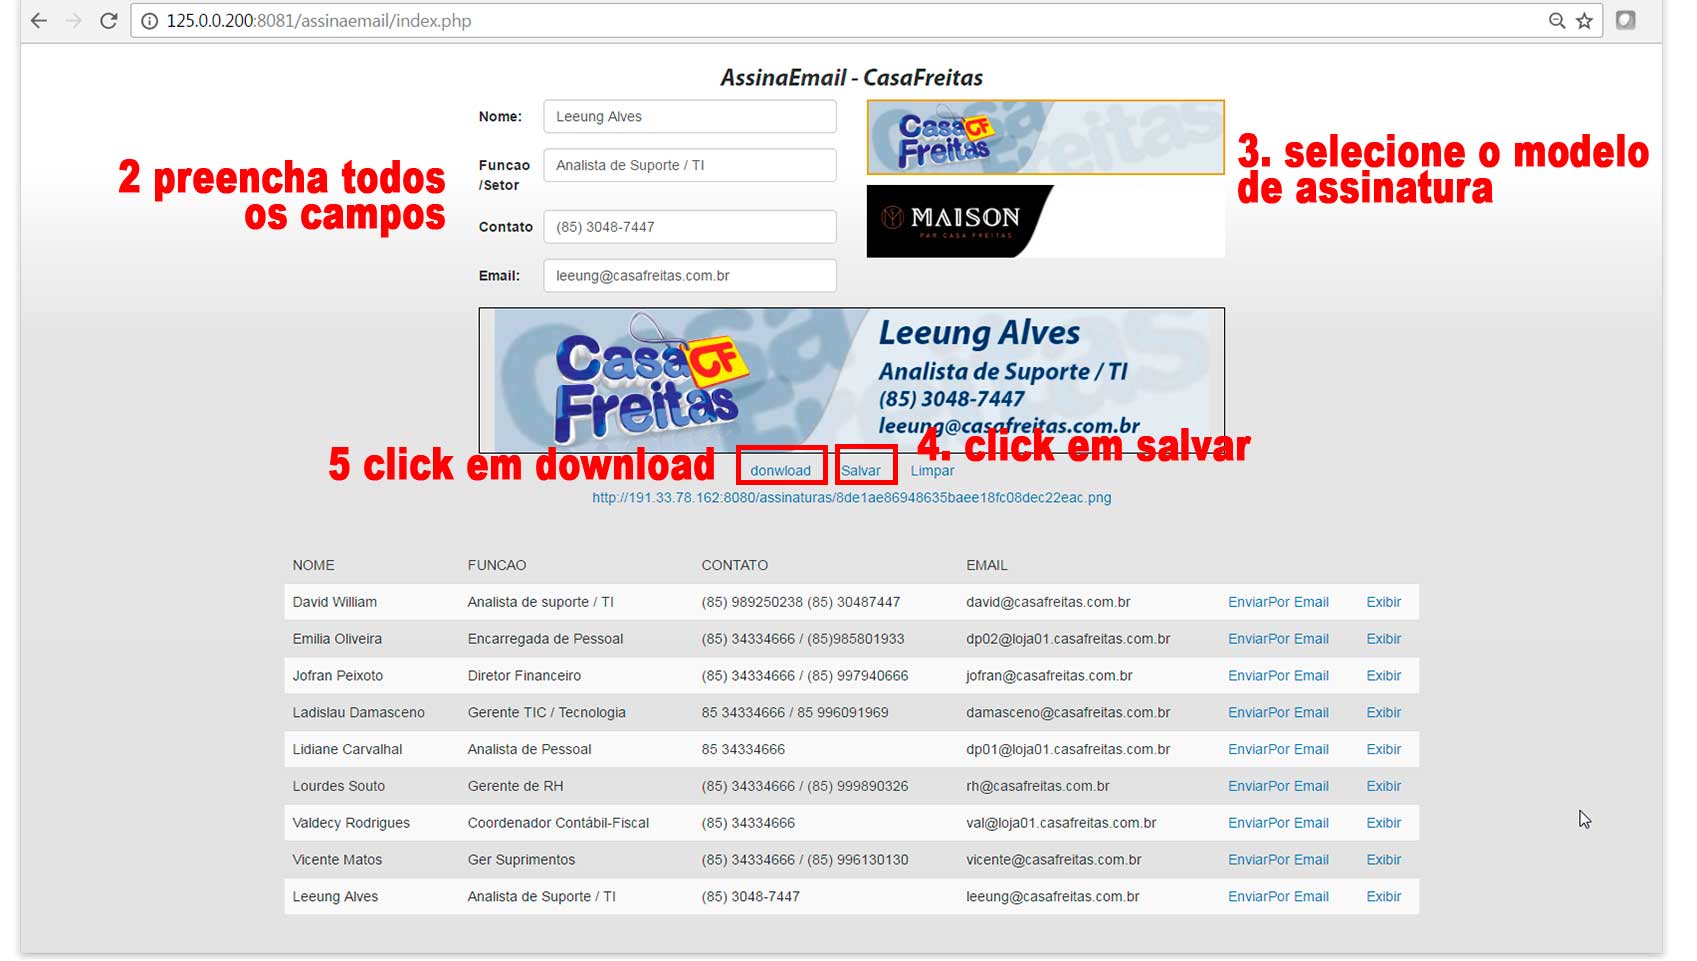 125.0.0.200:8081/assinaemail/index.php
AssinaEmail - CasaFreitas
Nome: Leeung Alves
Funcao /Setor Analista de Suporte / TI
Contato (85) 3048-7447
Email: leeung@casafreitas.com.br
2 preencha todos
os campos
Casa CF
Freitas
MAISON
PAR CASA FREITAS
3. selecione o modelo
de assinatura
Casa CF
Freitas
Leeung Alves
Analista de Suporte / TI
(85) 3048-7447
leeung@casafreitas.com.br
5 click em download
4. click em salvar
donwload Salvar Limpar
http://191.33.78.162:8080/assinaturas/8de1ae86948635baee18fc08dec22eac.png
NOME FUNCAO CONTATO EMAIL
David William Analista de suporte / TI (85) 989250238 (85) 30487447 david@casafreitas.com.br EnviarPor Email Exibir
Emilia Oliveira Encarregada de Pessoal (85) 34334666 / (85)985801933 dp02@loja01.casafreitas.com.br EnviarPor Email Exibir
Jofran Peixoto Diretor Financeiro (85) 34334666 / (85) 997940666 jofran@casafreitas.com.br EnviarPor Email Exibir
Ladislau Damasceno Gerente TIC / Tecnologia 85 34334666 / 85 996091969 damasceno@casafreitas.com.br EnviarPor Email Exibir
Lidiane Carvalhal Analista de Pessoal 85 34334666 dp01@loja01.casafreitas.com.br EnviarPor Email Exibir
Lourdes Souto Gerente de RH (85) 34334666 / (85) 999890326 rh@casafreitas.com.br EnviarPor Email Exibir
Valdecy Rodrigues Coordenador Contábil-Fiscal (85) 34334666 val@loja01.casafreitas.com.br EnviarPor Email Exibir
Vicente Matos Ger Suprimentos (85) 34334666 / (85) 996130130 vicente@casafreitas.com.br EnviarPor Email Exibir
Leeung Alves Analista de Suporte / TI (85) 3048-7447 leeung@casafreitas.com.br EnviarPor Email Exibir